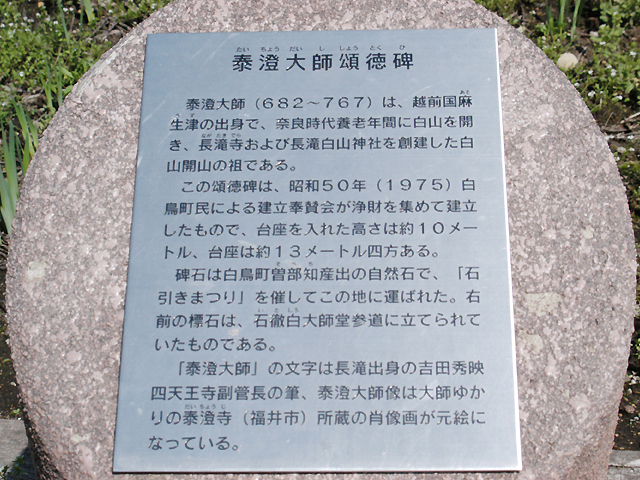 泰澄大師頌徳碑
泰澄大師（682～767）は、越前国麻
生津の出身で、奈良時代養老年間に白山を開
き、長滝寺および長滝白山神社を創建した白
山開山の祖である。
この頌徳碑は、昭和50年（1975）白
鳥町民による建立奉賛会が浄財を集めて建立
したもので、台座を入れた高さは約10メー
トル、台座は約13メートル四方ある。
碑石は白鳥町曽部知産出の自然石で、「石
引きまつり」を催してこの地に運ばれた。右
前の標石は、石徹白大師堂参道に立てられて
いたものである。
「泰澄大師」の文字は長滝出身の吉田秀映
四天王寺副管長の筆、泰澄大師像は大師ゆか
りの泰澄寺（福井市）所蔵の肖像画が元絵に
なっている。